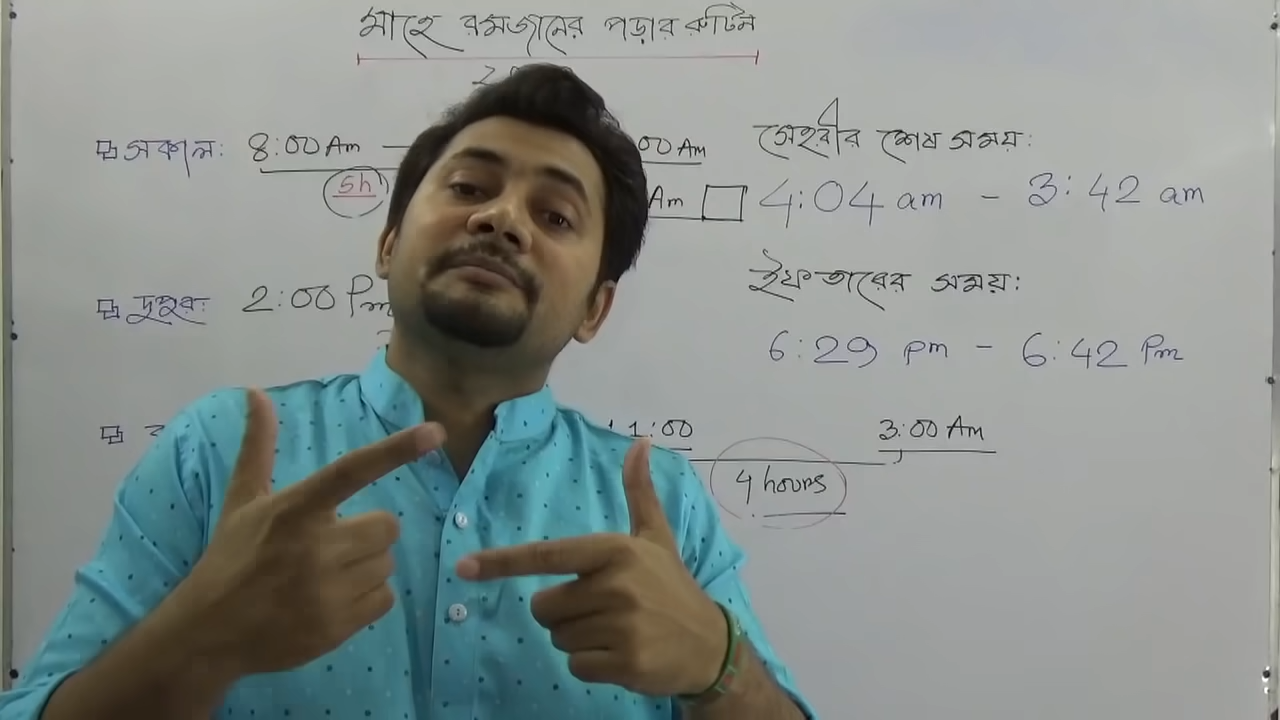 মাহে রমজানের পড়ার রুটিন
সকাল: 8:00 Am — :00 Am
5h
Am
দুপুর: 2:00 Pm
11:00 3:00 Am
4 hours
সেহরীর শেষ সময়:
4:04 am - 3:42 am
ইফতারের সময়:
6:29 pm - 6:42 Pm